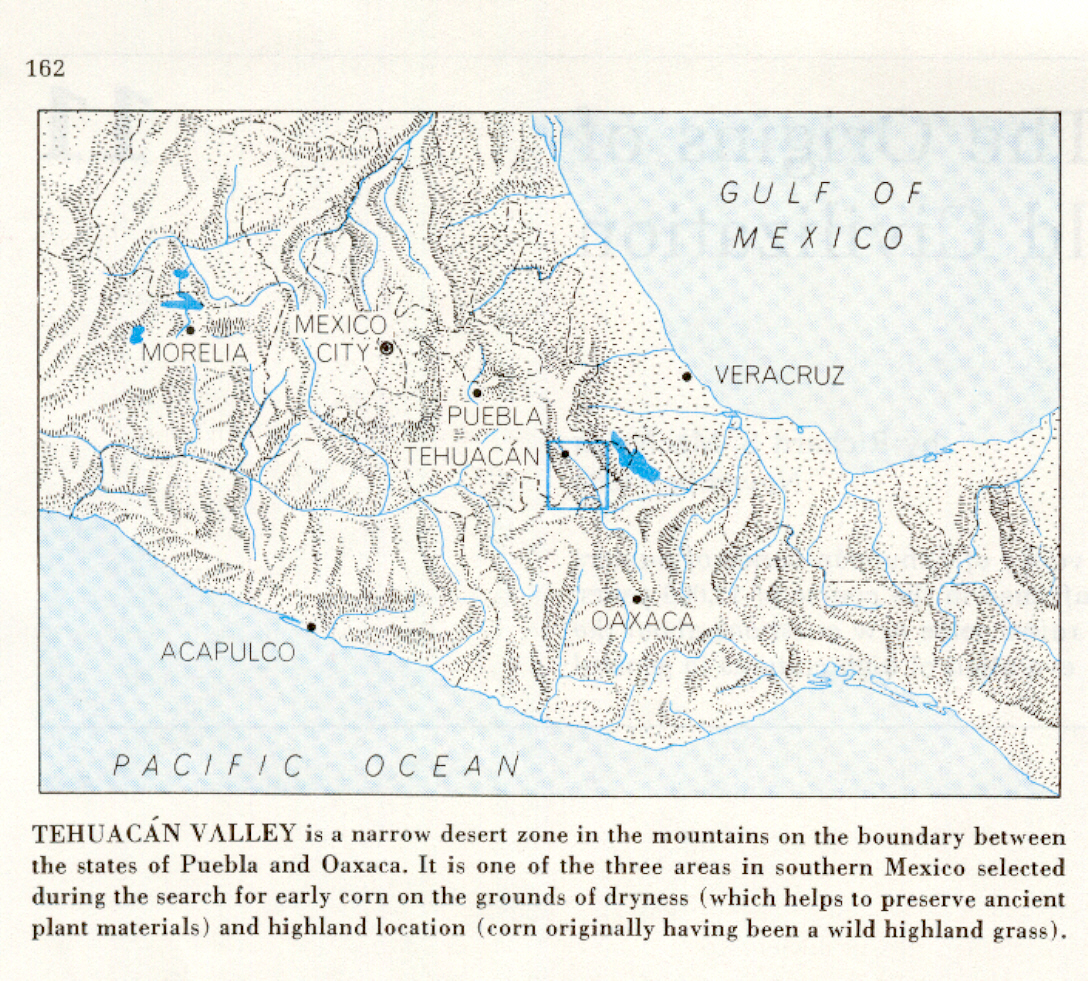 162
GULF OF
MEXICO
MEXICO
CITY
MORELIA
VERACRUZ
PUEBLA
TEHUACÁN
OAXACA
ACAPULCO
PACIFIC OCEAN
TEHUACÁN VALLEY is a narrow desert zone in the mountains on the boundary between
the states of Puebla and Oaxaca. It is one of the three areas in southern Mexico selected
during the search for early corn on the grounds of dryness (which helps to preserve ancient
plant materials) and highland location (corn originally having been a wild highland grass).